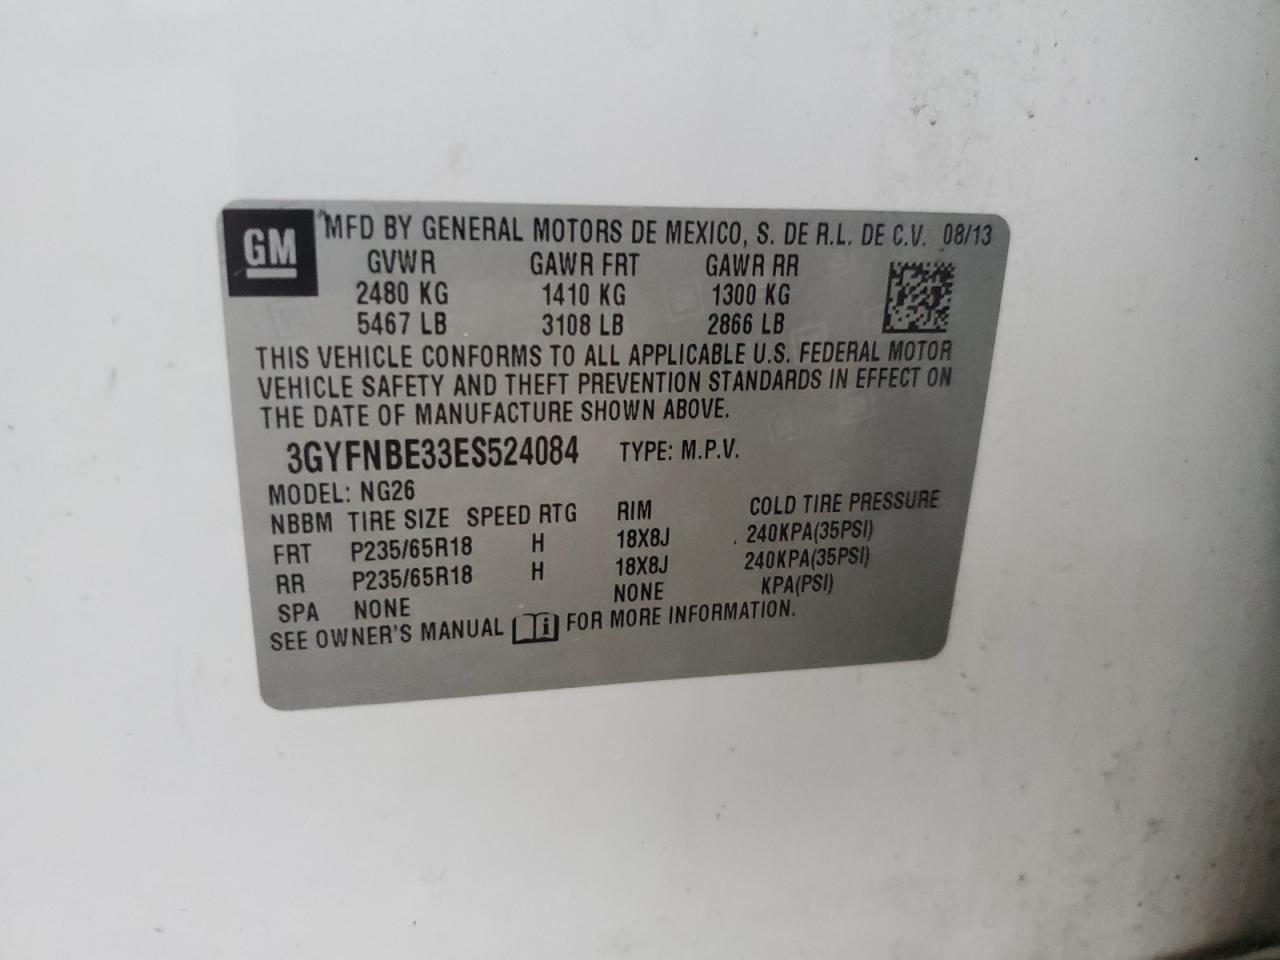 GM
MFD BY GENERAL MOTORS DE MEXICO, S. DE R.L. DE C.V. 08/13
GVWR GAWR FRT GAWR RR
2480 KG 1410 KG 1300 KG
5467 LB 3108 LB 2866 LB
THIS VEHICLE CONFORMS TO ALL APPLICABLE U.S. FEDERAL MOTOR
VEHICLE SAFETY AND THEFT PREVENTION STANDARDS IN EFFECT ON
THE DATE OF MANUFACTURE SHOWN ABOVE.
3GYFNBE33ES524084 TYPE: M.P.V.
MODEL: NG26
NBBM TIRE SIZE SPEED RTG RIM COLD TIRE PRESSURE
FRT P235/65R18 H 18X8J 240KPA(35PSI)
RR P235/65R18 H 18X8J 240KPA(35PSI)
SPA NONE NONE KPA(PSI)
SEE OWNER'S MANUAL i FOR MORE INFORMATION.